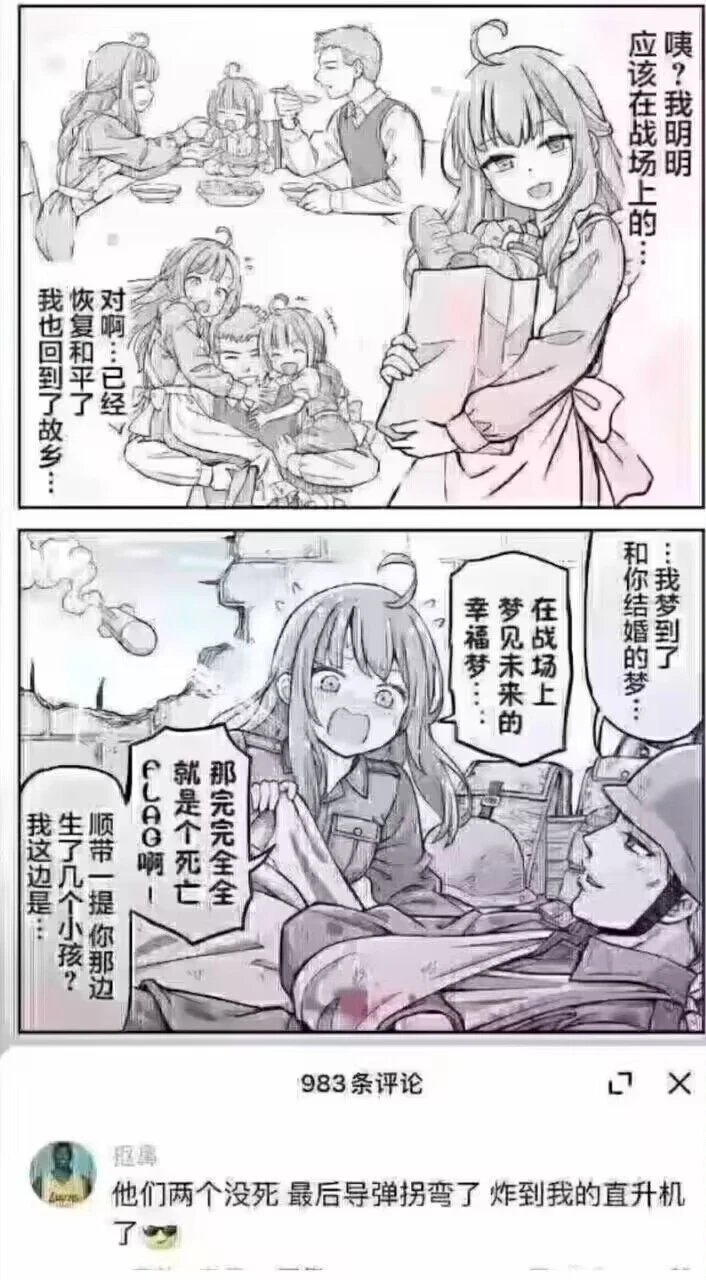 咦?我明明
应该在战场上的…
对啊…已经
恢复和平了
我也回到了故乡…
…我梦到了
和你结婚的梦…
在战场上
梦见未来的
幸福梦….
那完完全全
就是个死亡
FLAG啊！
顺带一提 你那边
生了几个小孩?
我这边是…
983条评论
抠鼻
他们两个没死 最后导弹拐弯了 炸到我的直升机
了😎